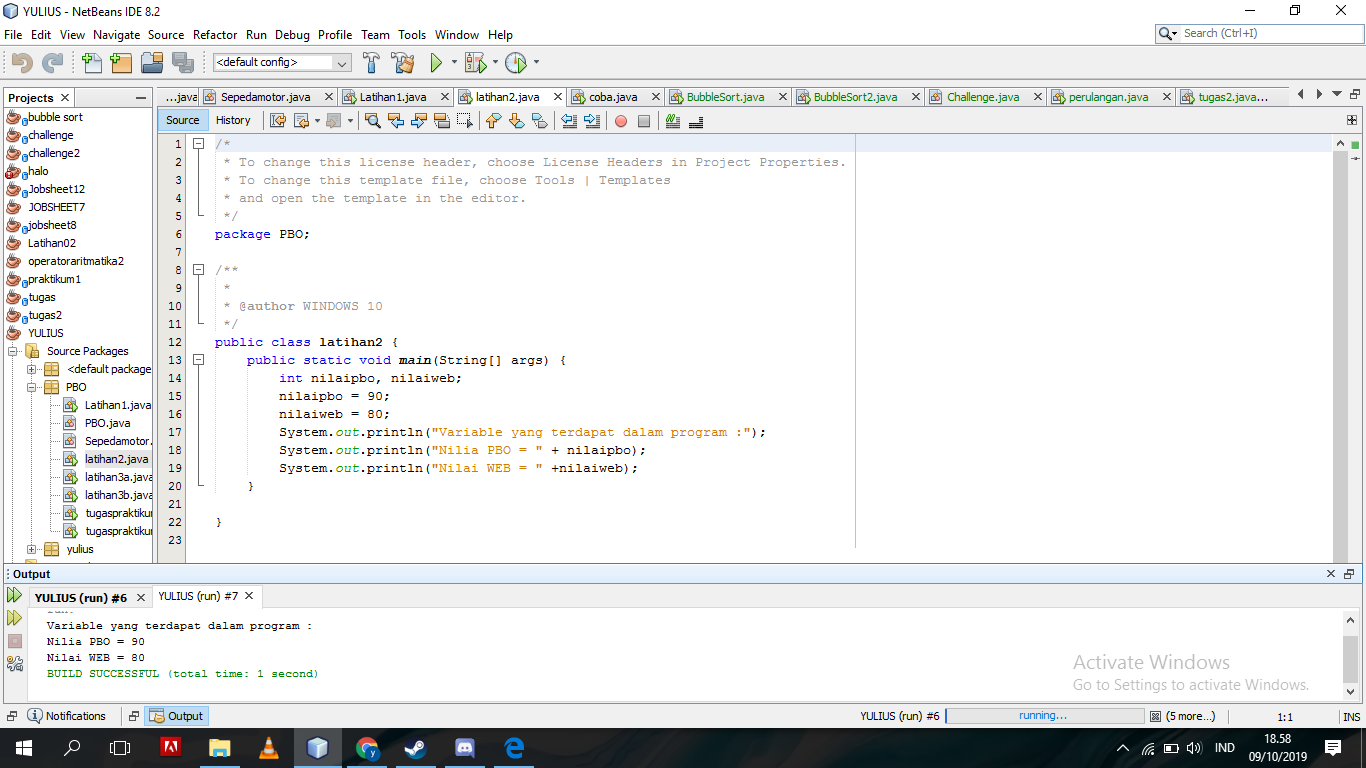 YULIUS - NetBeans IDE 8.2
File Edit View Navigate Source Refactor Run Debug Profile Team Tools Window Help
Search (Ctrl+I)
<default config>
Projects
bubble sort
challenge
challenge2
halo
Jobsheet12
JOBSHEET7
jobsheet8
Latihan02
operatoraritmatika2
praktikum1
tugas
tugas2
YULIUS
Source Packages
<default package
PBO
Latihan1.java
PBO.java
Sepedamotor.
latihan2.java
latihan3a.java
latihan3b.java
tugaspraktiku
tugaspraktiku
yulius
...java Sepedamotor.java Latihan1.java latihan2.java coba.java BubbleSort.java BubbleSort2.java Challenge.java perulangan.java tugas2.java...
Source History
1 /*
2 * To change this license header, choose License Headers in Project Properties.
3 * To change this template file, choose Tools | Templates
4 * and open the template in the editor.
5 */
6 package PBO;
7
8 /**
9 *
10 * @author WINDOWS 10
11 */
12 public class latihan2 {
13 public static void main(String[] args) {
14 int nilaipbo, nilaiweb;
15 nilaipbo = 90;
16 nilaiweb = 80;
17 System.out.println("Variable yang terdapat dalam program :");
18 System.out.println("Nilia PBO = " + nilaipbo);
19 System.out.println("Nilai WEB = " +nilaiweb);
20 }
21
22 }
23
Output
YULIUS (run) #6 YULIUS (run) #7
Variable yang terdapat dalam program :
Nilia PBO = 90
Nilai WEB = 80
BUILD SUCCESSFUL (total time: 1 second)
Activate Windows
Go to Settings to activate Windows.
Notifications Output YULIUS (run) #6 running... (5 more...) 1:1 INS
IND
18.58
09/10/2019